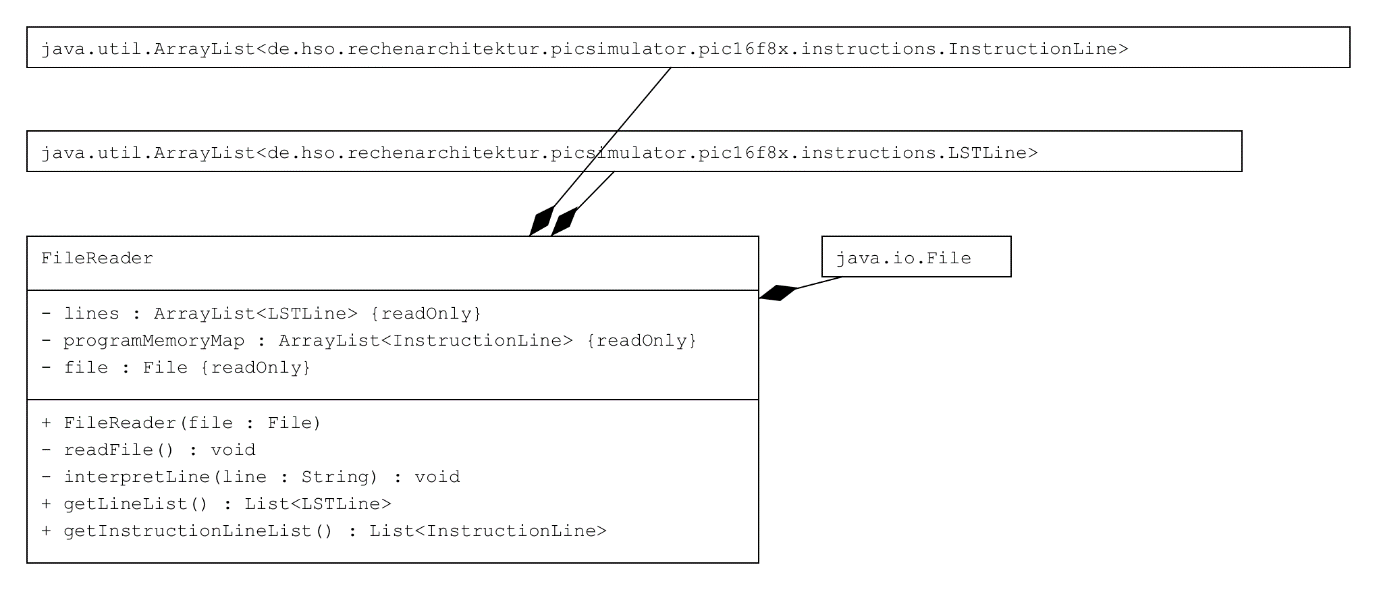 java.util.ArrayList<de.hso.rechenarchitektur.picsimulator.pic16f8x.instructions.InstructionLine>
java.util.ArrayList<de.hso.rechenarchitektur.picsimulator.pic16f8x.instructions.LSTLine>
FileReader
java.io.File
- lines : ArrayList<LSTLine> {readOnly}
- programMemoryMap : ArrayList<InstructionLine> {readOnly}
- file : File {readOnly}
+ FileReader(file : File)
- readFile() : void
- interpretLine(line : String) : void
+ getLineList() : List<LSTLine>
+ getInstructionLineList() : List<InstructionLine>